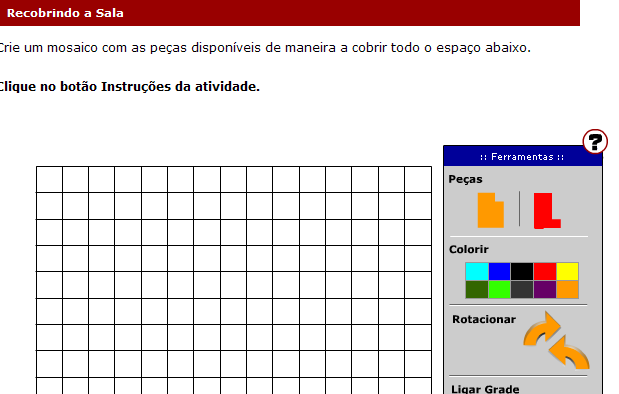 Recobrindo a Sala
Crie um mosaico com as peças disponíveis de maneira a cobrir todo o espaço abaixo.
Clique no botão Instruções da atividade.
?
:: Ferramentas ::
Peças
Colorir
Rotacionar
Ligar Grade